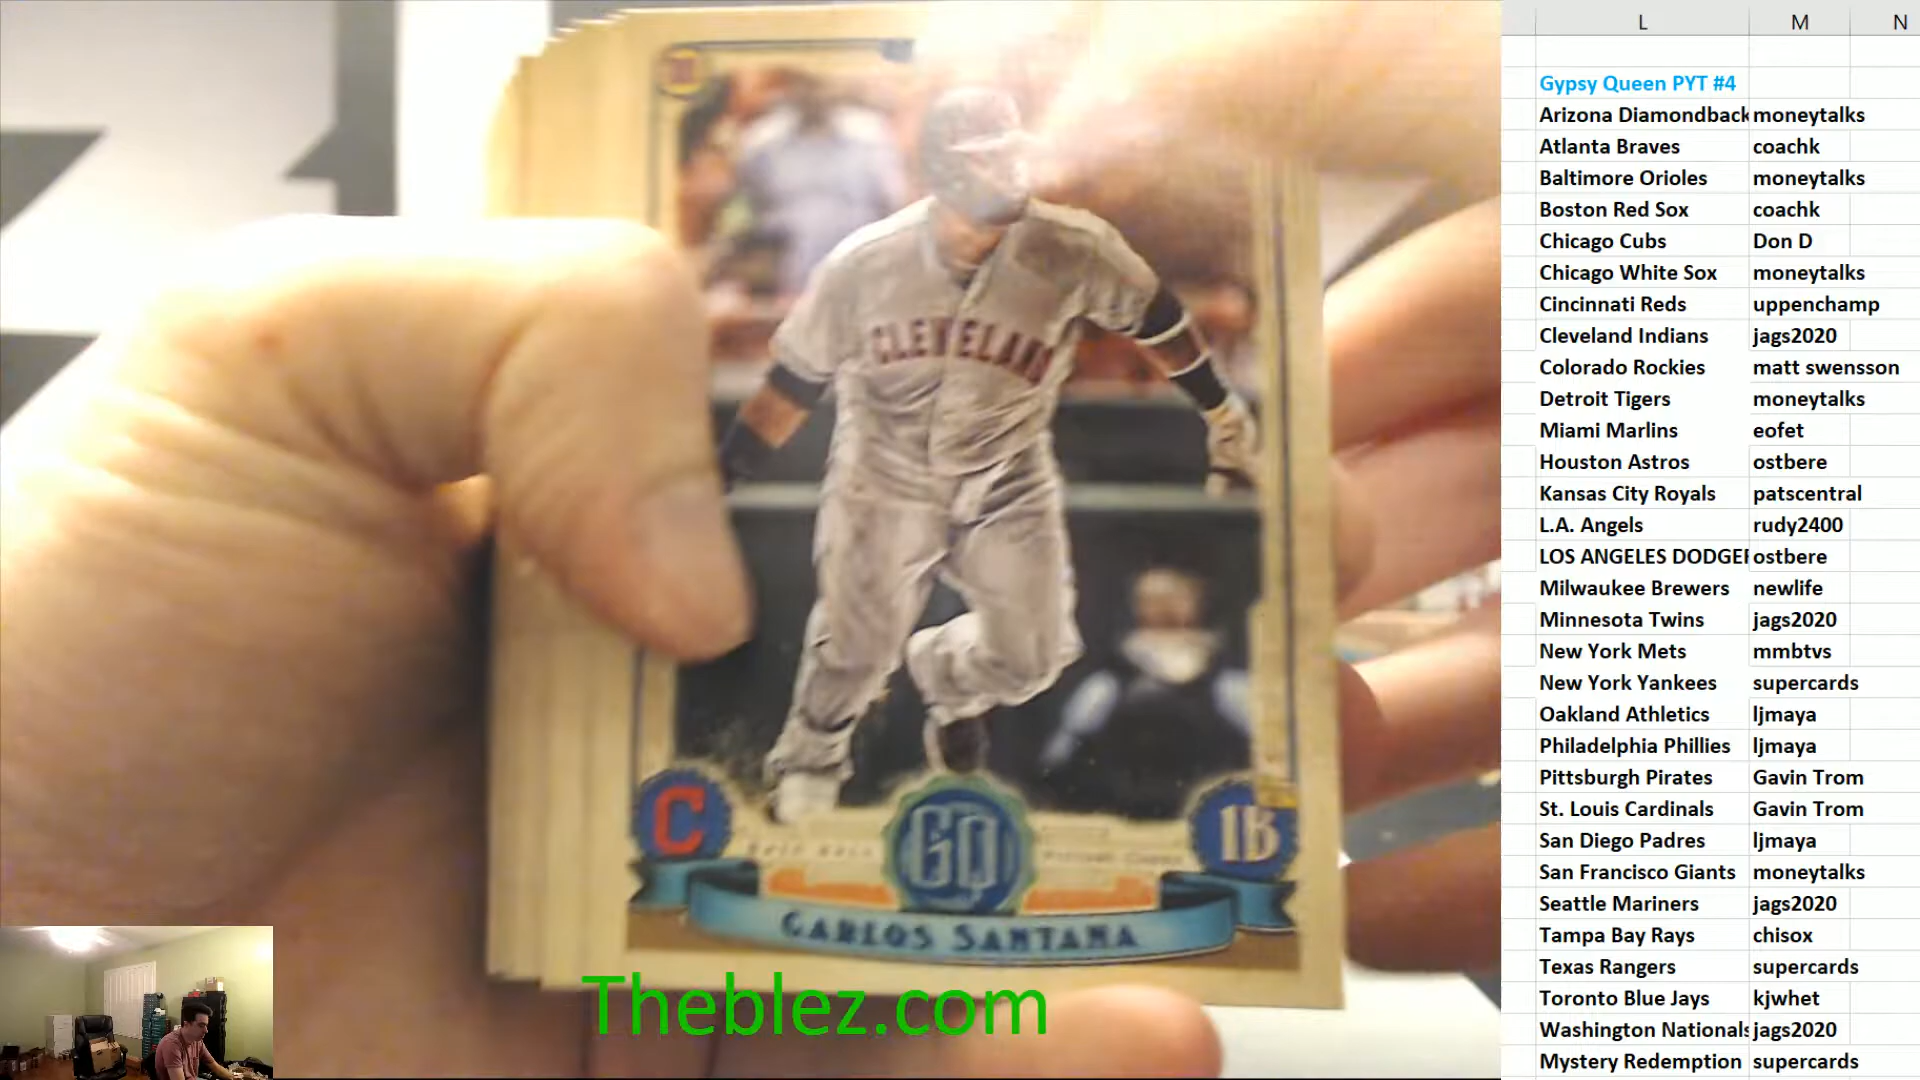 CLEVELAND
C
GQ
1B
CARLOS SANTANA
Theblez.com
L M N
Gypsy Queen PYT #4
Arizona Diamondback moneytalks
Atlanta Braves coachk
Baltimore Orioles moneytalks
Boston Red Sox coachk
Chicago Cubs Don D
Chicago White Sox moneytalks
Cincinnati Reds uppenchamp
Cleveland Indians jags2020
Colorado Rockies matt swensson
Detroit Tigers moneytalks
Miami Marlins eofet
Houston Astros ostbere
Kansas City Royals patscentral
L.A. Angels rudy2400
LOS ANGELES DODGER ostbere
Milwaukee Brewers newlife
Minnesota Twins jags2020
New York Mets mmbtvs
New York Yankees supercards
Oakland Athletics ljmaya
Philadelphia Phillies ljmaya
Pittsburgh Pirates Gavin Trom
St. Louis Cardinals Gavin Trom
San Diego Padres ljmaya
San Francisco Giants moneytalks
Seattle Mariners jags2020
Tampa Bay Rays chisox
Texas Rangers supercards
Toronto Blue Jays kjwhet
Washington Nationals jags2020
Mystery Redemption supercards